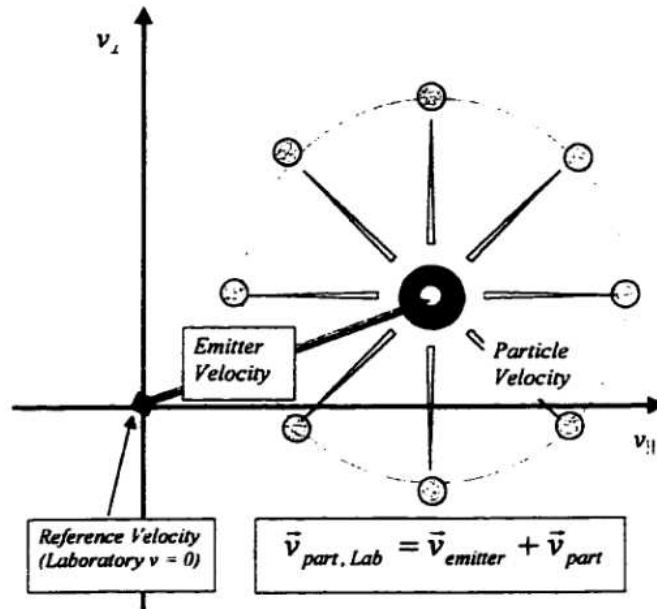 v⊥
Emitter
Velocity
Particle
Velocity
v||
Reference Velocity
(Laboratory v = 0)
v⃗ part, Lab = v⃗ emitter + v⃗ part